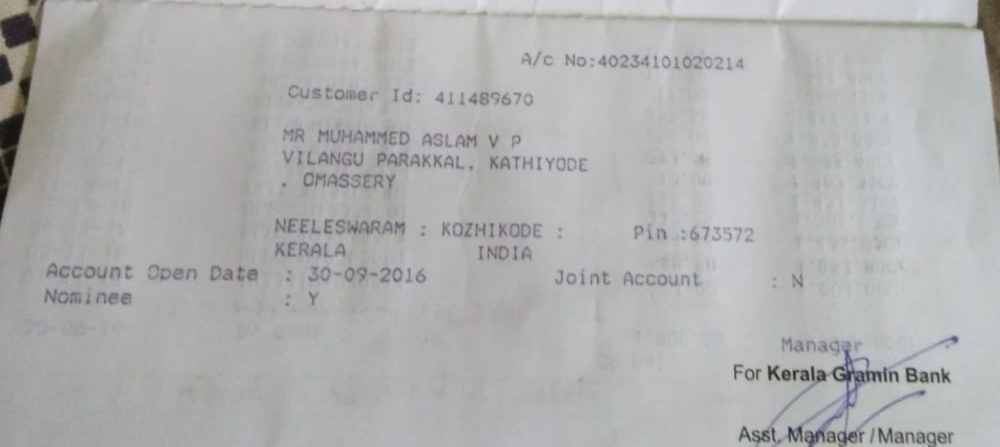 A/c No:40234101020214
Customer Id: 411489670
MR MUHAMMED ASLAM V P
VILANGU PARAKKAL, KATHIYODE
, OMASSERY
NEELESWARAM : KOZHIKODE : Pin :673572
KERALA INDIA
Account Open Date : 30-09-2016 Joint Account : N
Nominee : Y
Manager
For Kerala Gramin Bank
Asst. Manager / Manager